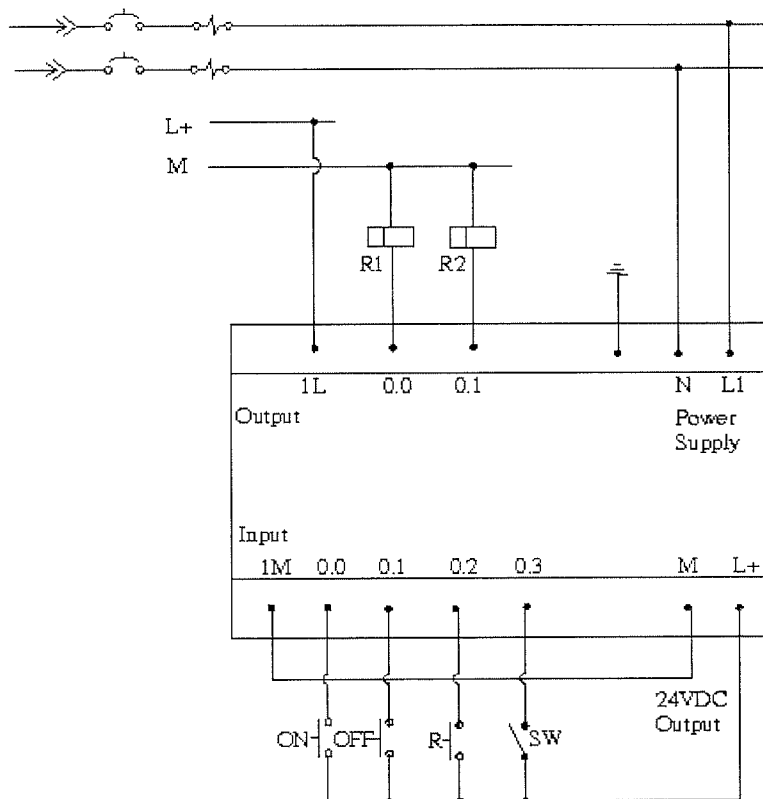 L+
M
R1 R2
1L 0.0 0.1 N L1
Output
Power
Supply
Input
1M 0.0 0.1 0.2 0.3 M L+
24VDC
Output
ON OFF R SW